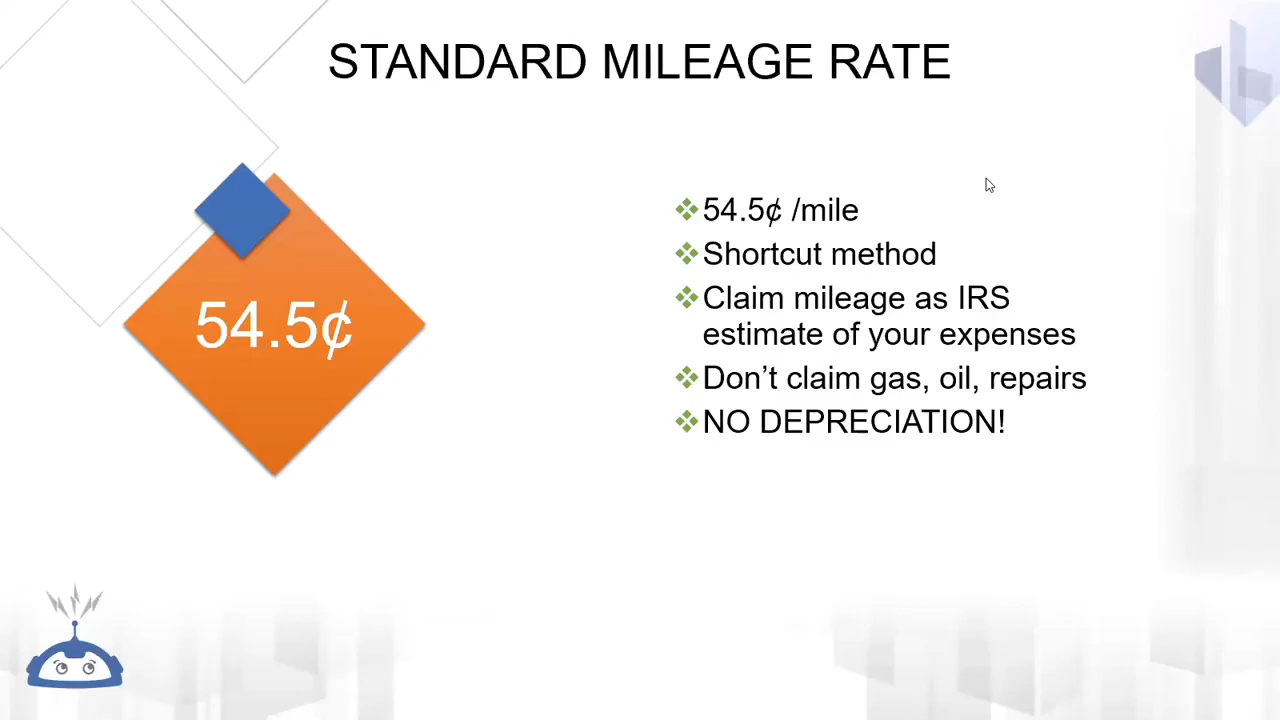 STANDARD MILEAGE RATE
54.5¢
54.5¢ /mile
Shortcut method
Claim mileage as IRS
estimate of your expenses
Don’t claim gas, oil, repairs
NO DEPRECIATION!